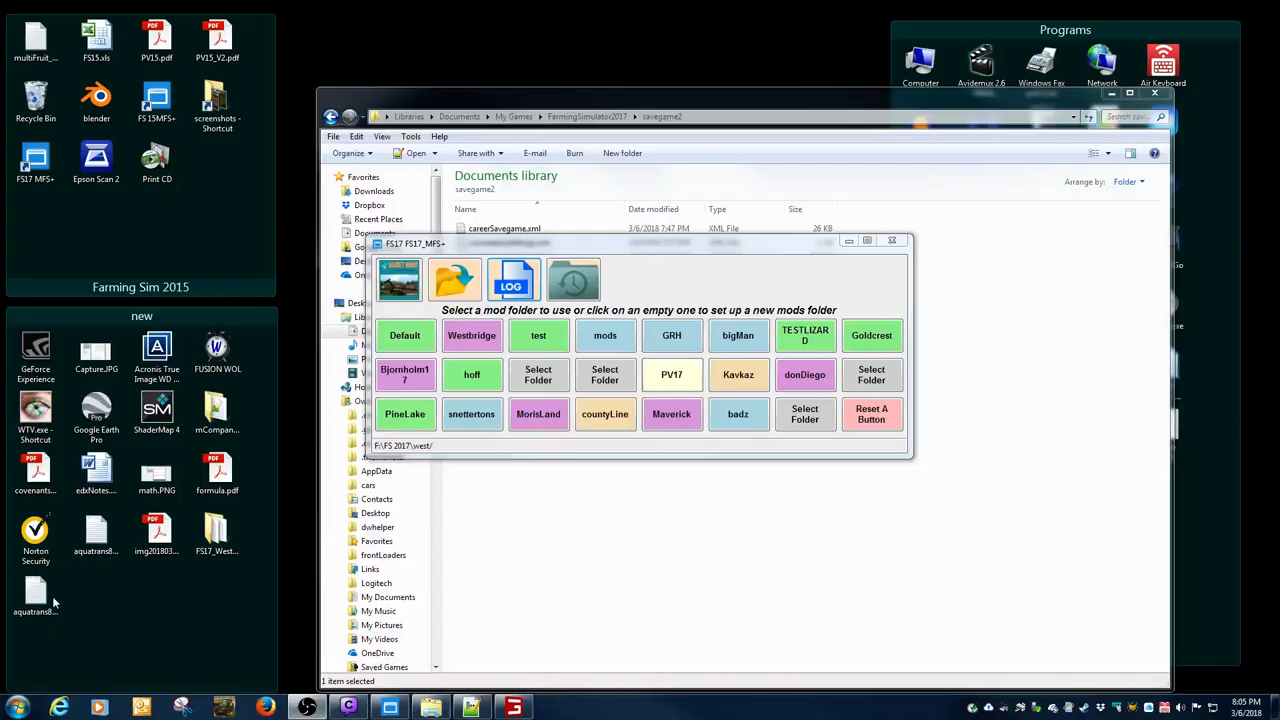 multiFruit_...
FS15.xls
PV15.pdf
PV15_V2.pdf
Recycle Bin
blender
FS 15MFS+
screenshots -
Shortcut
FS17 MFS+
Epson Scan 2
Print CD
Farming Sim 2015
new
GeForce
Experience
Capture.JPG
Acronis True
Image WD ...
FUSION WOL
WTV.exe -
Shortcut
Google Earth
Pro
ShaderMap 4
mCompan...
covenants...
edxNotes....
math.PNG
formula.pdf
Norton
Security
aquatrans8...
img201803...
FS17_West...
aquatrans8...
Programs
Computer
Avidemux 2.6
Windows Fax
Network
Air Keyboard
Libraries
Documents
My Games
FarmingSimulator2017
savegame2
Search sav...
File
Edit
View
Tools
Help
Organize
Open
Share with
E-mail
Burn
New folder
Favorites
Downloads
Dropbox
Recent Places
Documents library
savegame2
Arrange by:
Folder
Name
Date modified
Type
Size
careerSavegame.xml
3/6/2018 7:47 PM
XML File
26 KB
FS17 FS17_MFS+
LOG
Select a mod folder to use or click on an empty one to set up a new mods folder
Default
Westbridge
test
mods
GRH
bigMan
TESTLIZAR
D
Goldcrest
Bjornholm1
7
hoff
Select
Folder
Select
Folder
PV17
Kavkaz
donDiego
Select
Folder
PineLake
snettertons
MorisLand
countyLine
Maverick
badz
Select
Folder
Reset A
Button
F:\FS 2017\west/
AppData
cars
Contacts
Desktop
dwhelper
Favorites
frontLoaders
Links
Logitech
My Documents
My Music
My Pictures
My Videos
OneDrive
Saved Games
1 item selected
8:05 PM
3/6/2018